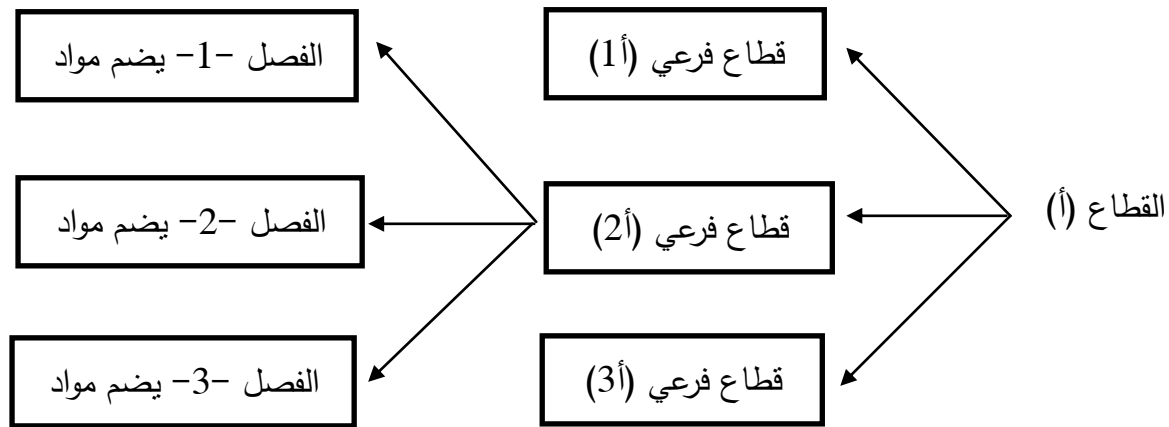 القطاع (أ)
قطاع فرعي (أ1)
قطاع فرعي (أ2)
قطاع فرعي (أ3)
الفصل -1- يضم مواد
الفصل -2- يضم مواد
الفصل -3- يضم مواد